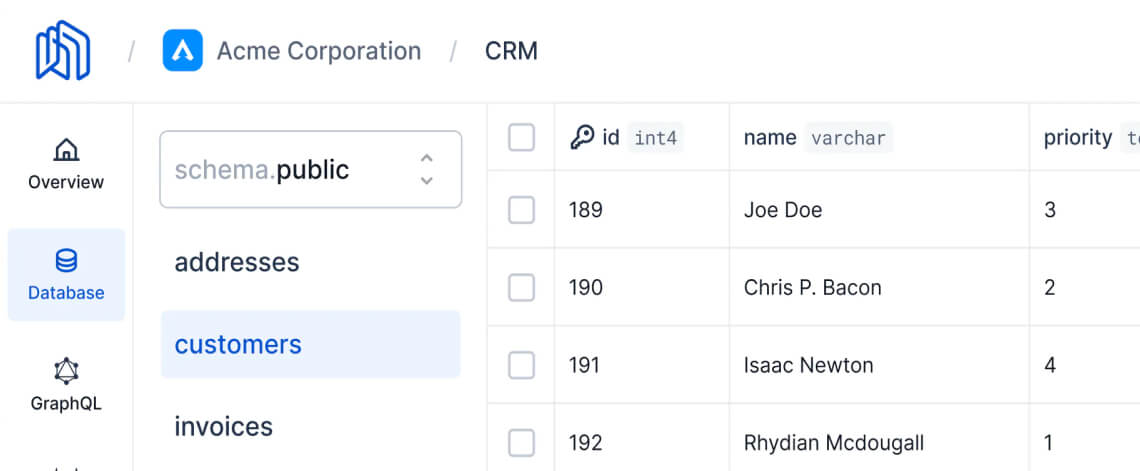 / Acme Corporation / CRM
Overview
Database
GraphQL
schema.public
addresses
customers
invoices
id int4 name varchar priority
189 Joe Doe 3
190 Chris P. Bacon 2
191 Isaac Newton 4
192 Rhydian Mcdougall 1